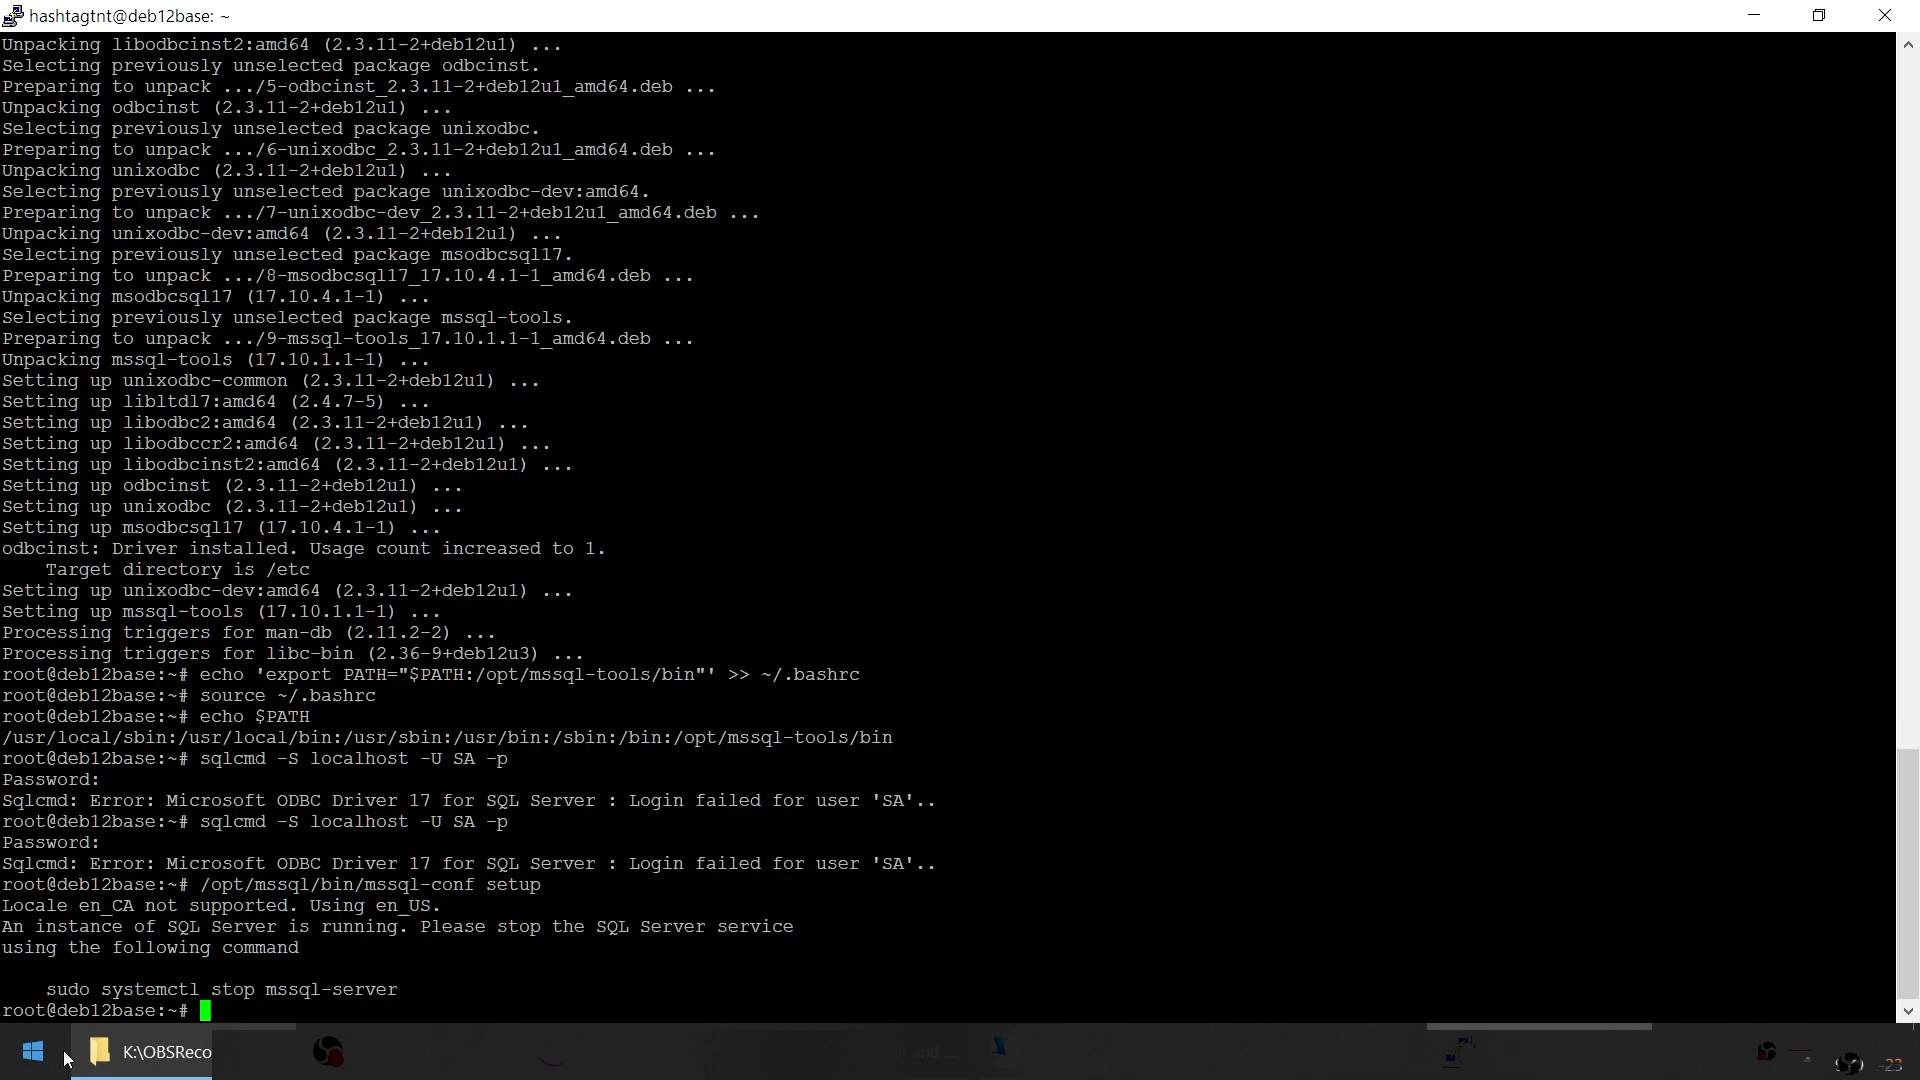 hashtagtnt@deb12base: ~
Unpacking libodbcinst2:amd64 (2.3.11-2+deb12u1) ...
Selecting previously unselected package odbcinst.
Preparing to unpack .../5-odbcinst_2.3.11-2+deb12u1_amd64.deb ...
Unpacking odbcinst (2.3.11-2+deb12u1) ...
Selecting previously unselected package unixodbc.
Preparing to unpack .../6-unixodbc_2.3.11-2+deb12u1_amd64.deb ...
Unpacking unixodbc (2.3.11-2+deb12u1) ...
Selecting previously unselected package unixodbc-dev:amd64.
Preparing to unpack .../7-unixodbc-dev_2.3.11-2+deb12u1_amd64.deb ...
Unpacking unixodbc-dev:amd64 (2.3.11-2+deb12u1) ...
Selecting previously unselected package msodbcsql17.
Preparing to unpack .../8-msodbcsql17_17.10.4.1-1_amd64.deb ...
Unpacking msodbcsql17 (17.10.4.1-1) ...
Selecting previously unselected package mssql-tools.
Preparing to unpack .../9-mssql-tools_17.10.1.1-1_amd64.deb ...
Unpacking mssql-tools (17.10.1.1-1) ...
Setting up unixodbc-common (2.3.11-2+deb12u1) ...
Setting up libltdl7:amd64 (2.4.7-5) ...
Setting up libodbc2:amd64 (2.3.11-2+deb12u1) ...
Setting up libodbccr2:amd64 (2.3.11-2+deb12u1) ...
Setting up libodbcinst2:amd64 (2.3.11-2+deb12u1) ...
Setting up odbcinst (2.3.11-2+deb12u1) ...
Setting up unixodbc (2.3.11-2+deb12u1) ...
Setting up msodbcsql17 (17.10.4.1-1) ...
odbcinst: Driver installed. Usage count increased to 1.
    Target directory is /etc
Setting up unixodbc-dev:amd64 (2.3.11-2+deb12u1) ...
Setting up mssql-tools (17.10.1.1-1) ...
Processing triggers for man-db (2.11.2-2) ...
Processing triggers for libc-bin (2.36-9+deb12u3) ...
root@deb12base:~# echo 'export PATH="$PATH:/opt/mssql-tools/bin"' >> ~/.bashrc
root@deb12base:~# source ~/.bashrc
root@deb12base:~# echo $PATH
/usr/local/sbin:/usr/local/bin:/usr/sbin:/usr/bin:/sbin:/bin:/opt/mssql-tools/bin
root@deb12base:~# sqlcmd -S localhost -U SA -p
Password:
Sqlcmd: Error: Microsoft ODBC Driver 17 for SQL Server : Login failed for user 'SA'..
root@deb12base:~# sqlcmd -S localhost -U SA -p
Password:
Sqlcmd: Error: Microsoft ODBC Driver 17 for SQL Server : Login failed for user 'SA'..
root@deb12base:~# /opt/mssql/bin/mssql-conf setup
Locale en_CA not supported. Using en_US.
An instance of SQL Server is running. Please stop the SQL Server service
using the following command

    sudo systemctl stop mssql-server
root@deb12base:~#
K:\OBSReco